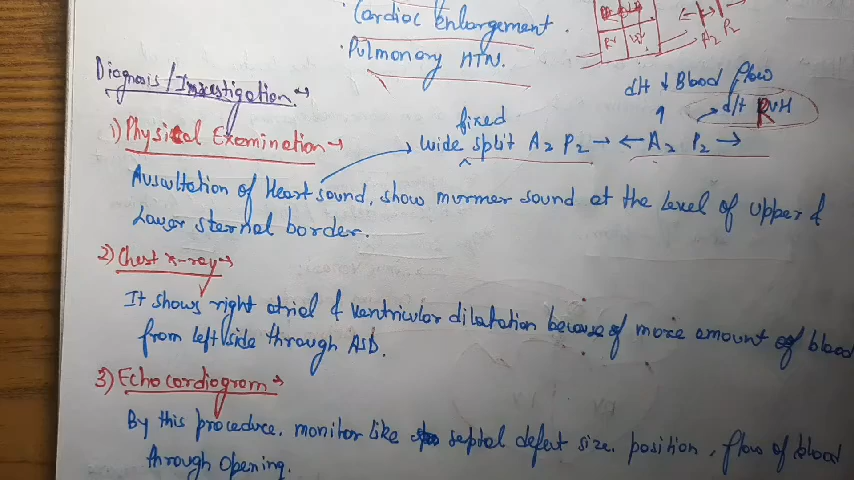 Cardiac enlargement.
• Pulmonary HTN.
A2 P2
Diagnosis/Investigation →
d/t ↓ Blood flow
↑ → d/t RVH
1) Physical Examination →
fixed
wide split A2 P2 → ← A2 P2 →
Auscultation of Heart sound, show murmer sound at the level of upper &
Lower sternal border.
2) Chest x-ray →
It shows right atrial & ventricular dilatation because of more amount of blood
from left side through ASD.
3) Echocardiogram →
By this procedure, monitor like septal defect size, position, flow of blood
through opening.